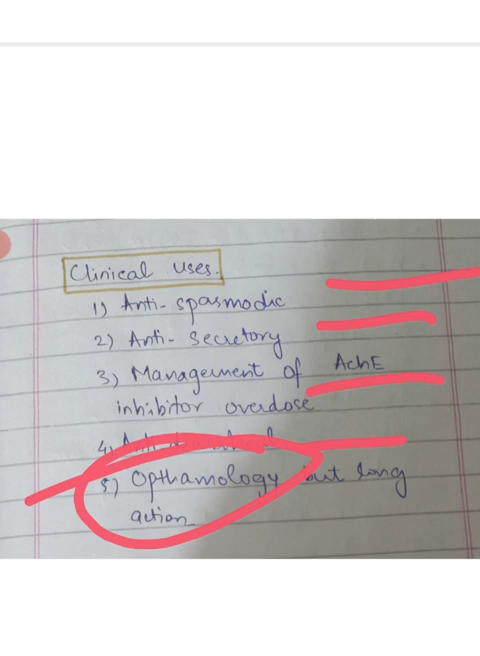 Clinical uses.
1) Anti-spasmodic
2) Anti-Secretory
3) Management of AchE
inhibitor overdose
4)
5) Opthamology but long
action